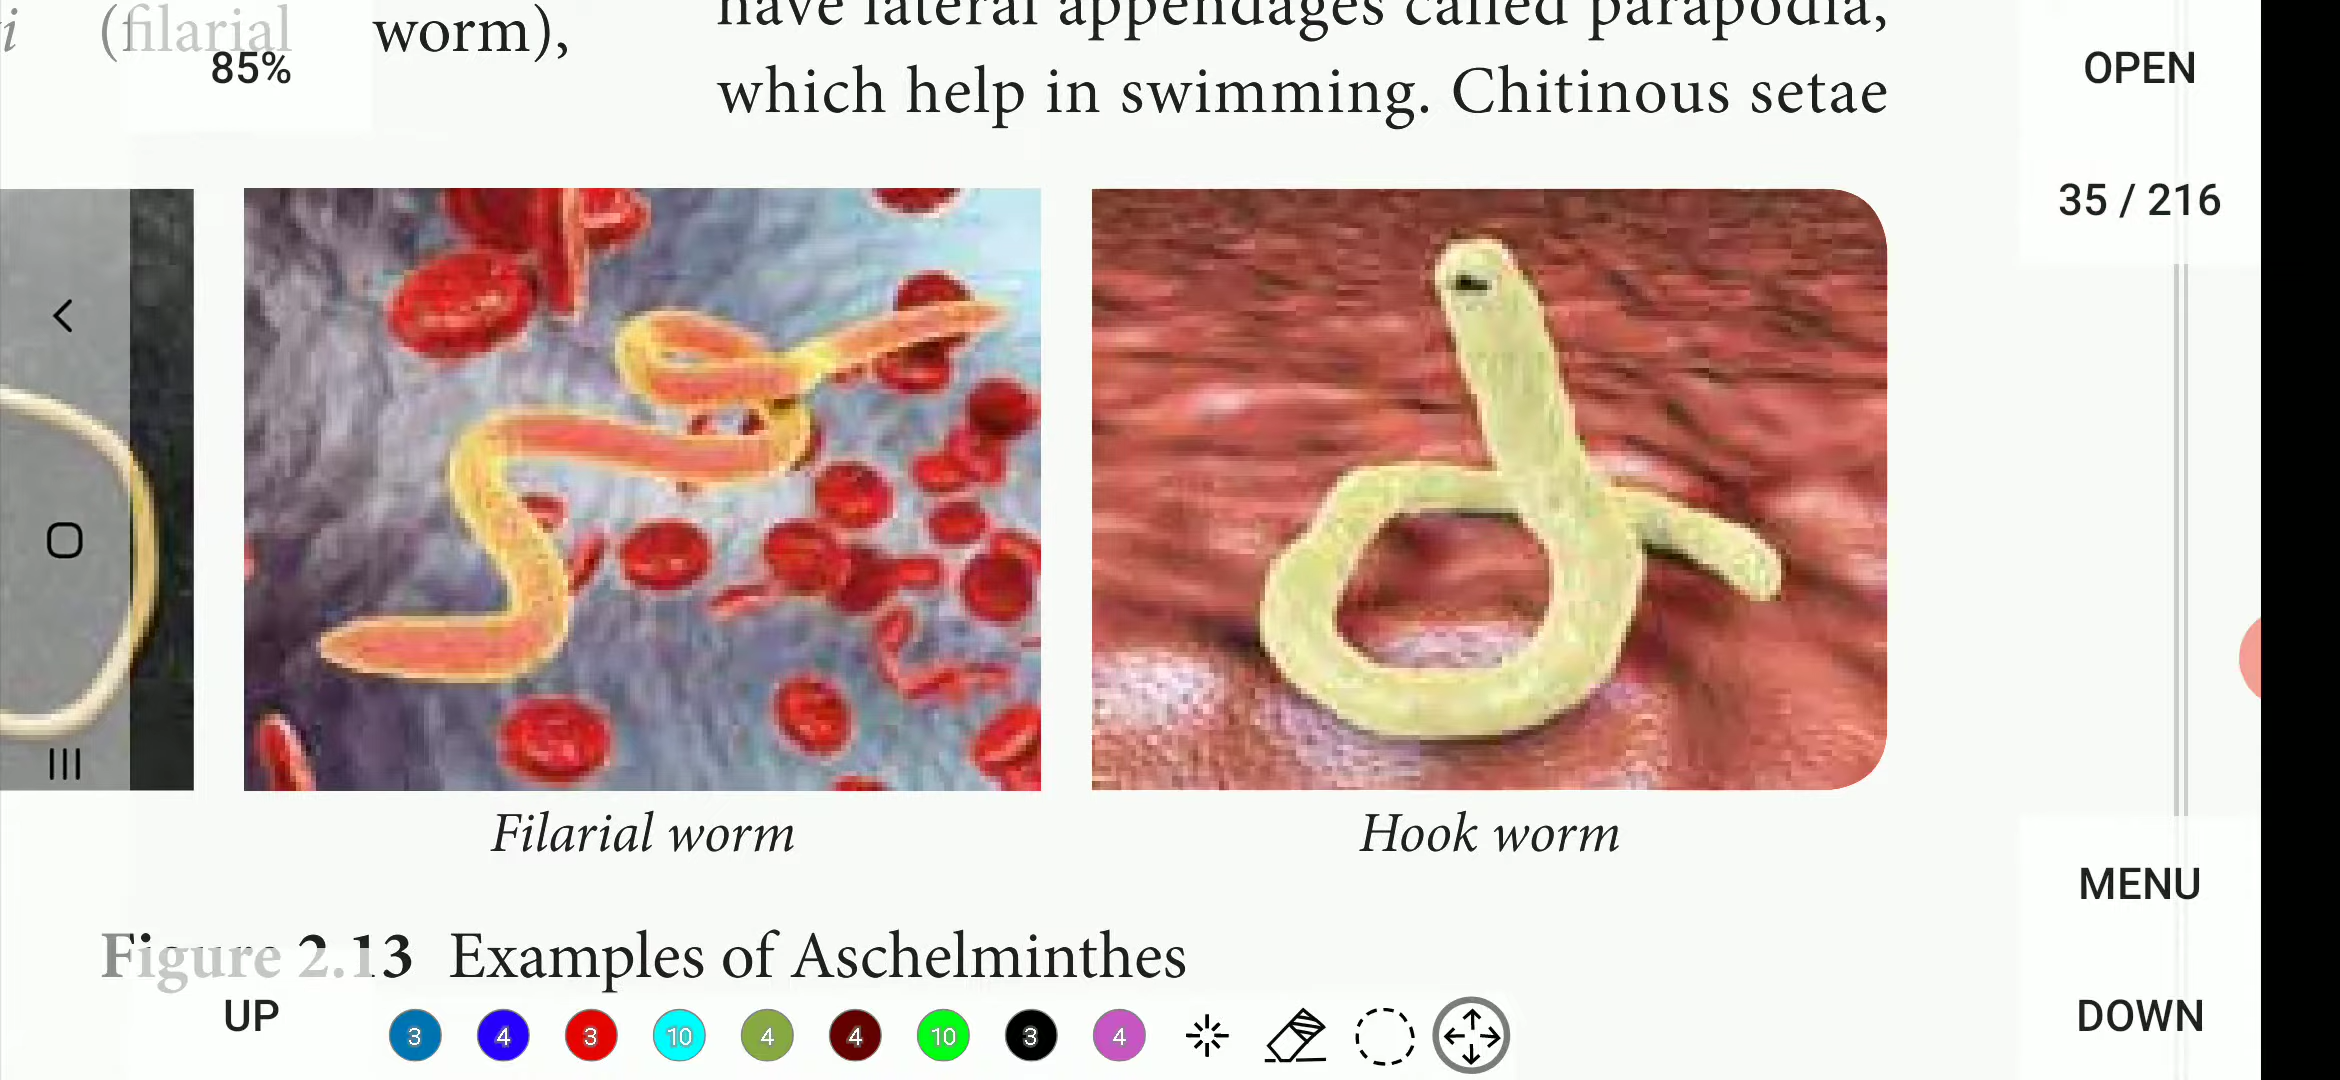 i (filarial worm),
have lateral appendages called parapodia,
which help in swimming. Chitinous setae
85%
OPEN
35 / 216
Filarial worm
Hook worm
Figure 2.13 Examples of Aschelminthes
MENU
UP
DOWN
3 4 3 10 4 4 10 3 4